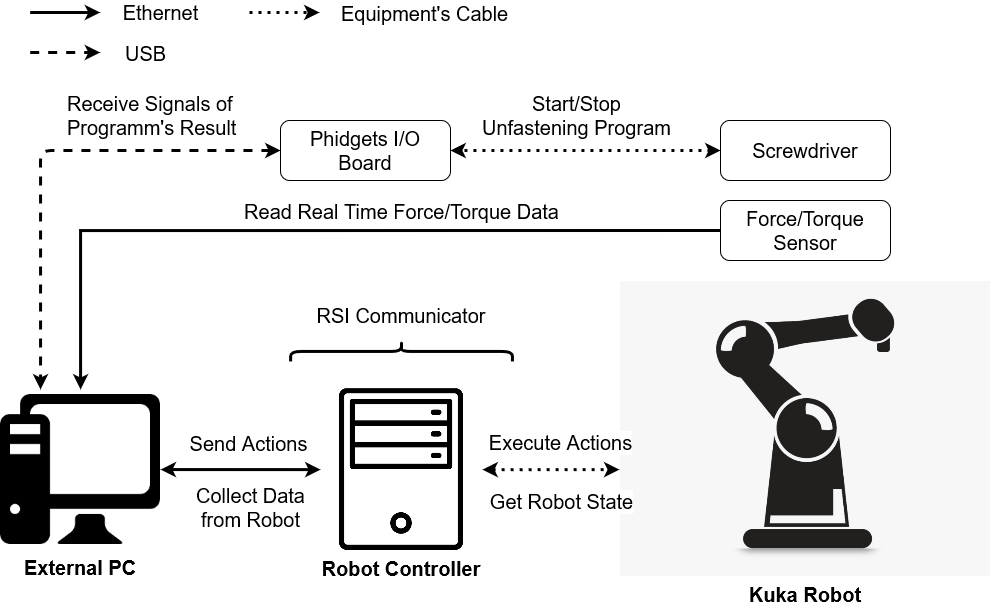 Ethernet
Equipment's Cable
USB
Receive Signals of
Programm's Result
Start/Stop
Unfastening Program
Phidgets I/O
Board
Screwdriver
Read Real Time Force/Torque Data
Force/Torque
Sensor
RSI Communicator
Send Actions
Collect Data
from Robot
Execute Actions
Get Robot State
External PC
Robot Controller
Kuka Robot